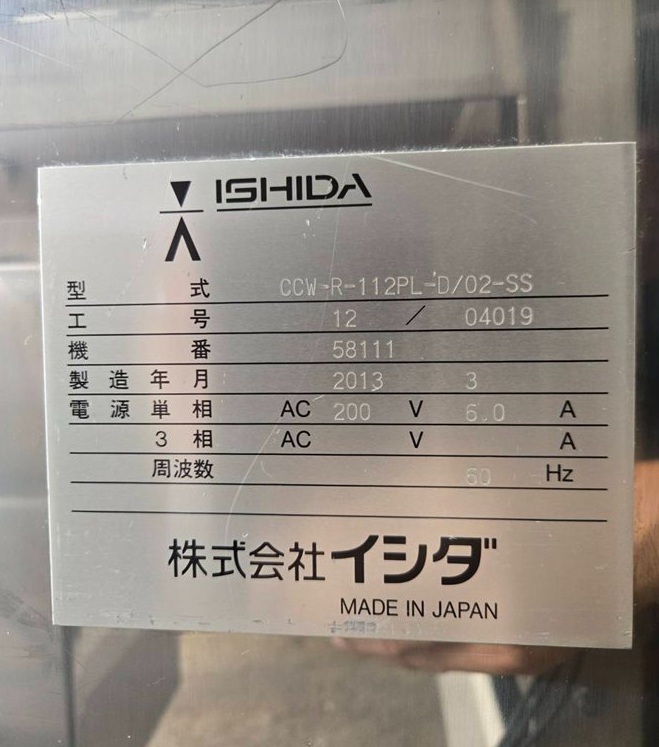 ISHIDA
型式 CCW-R-112PL-D/02-SS
工号 12 / 04019
機番 58111
製造年月 2013 3
電源単相 AC 200 V 6.0 A
3相 AC V A
周波数 60 Hz
株式会社イシダ
MADE IN JAPAN